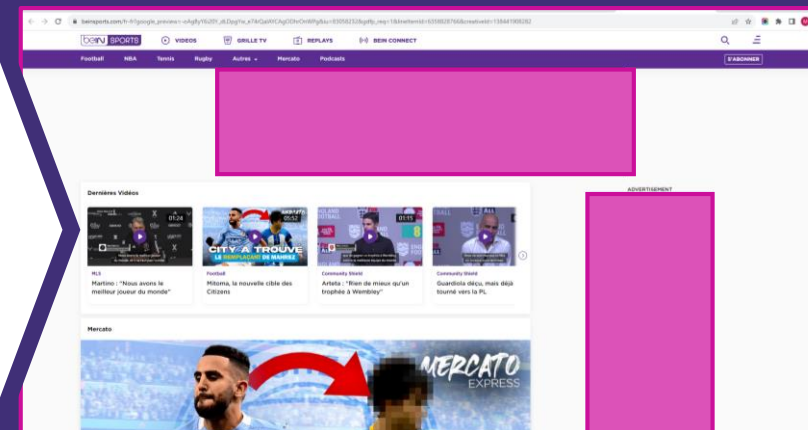 beIN SPORTS
VIDEOS
GRILLE TV
REPLAYS
BEIN CONNECT
Football
NBA
Tennis
Rugby
Autres
Mercato
Podcasts
S'ABONNER
ADVERTISEMENT
Dernières Vidéos
01:24
MERCATO
05:52
CITY A TROUVÉ
LE REMPLAÇANT DE MAHREZ
01:15
MLS
Martino : "Nous avons le
meilleur joueur du monde"
Football
Mitoma, la nouvelle cible des
Citizens
Community Shield
Arteta : "Rien de mieux qu'un
trophée à Wembley"
Community Shield
Guardiola déçu, mais déjà
tourné vers la PL
Mercato
MERCATO
EXPRESS